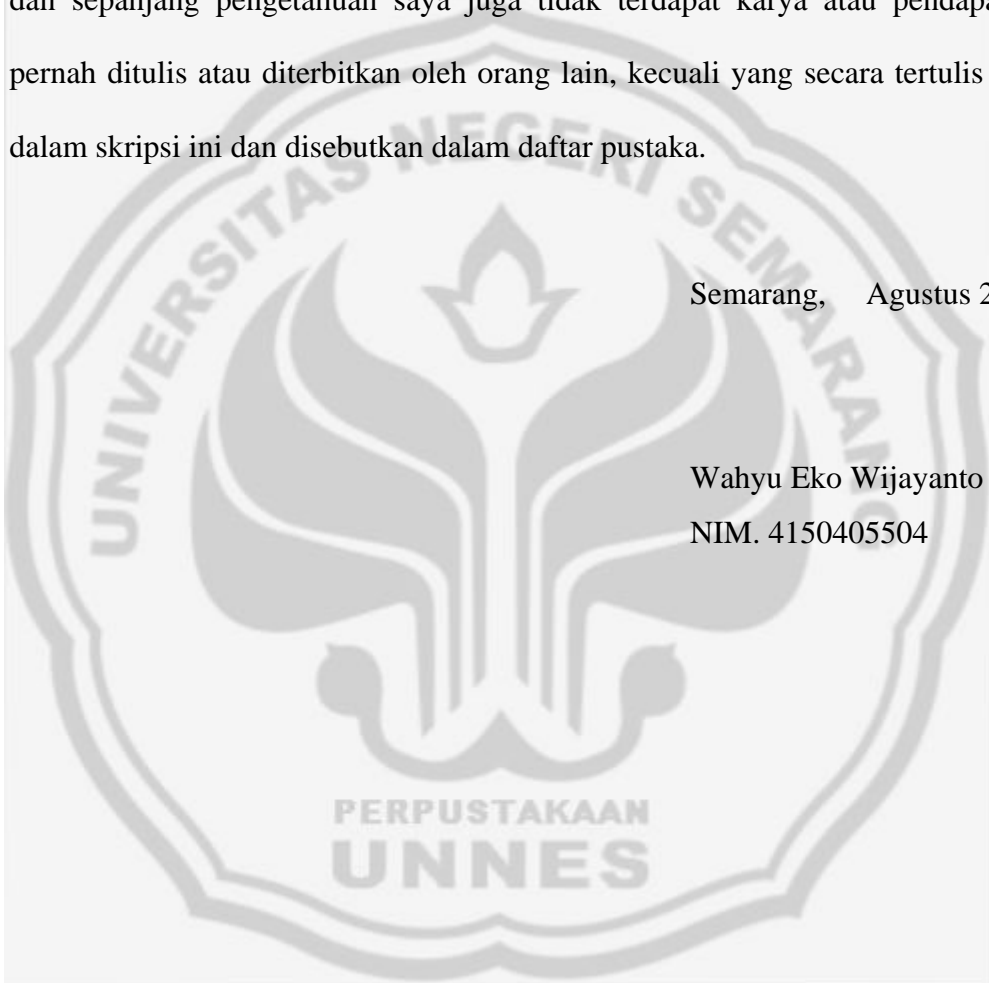 dan sepanjang pengetahuan saya juga tidak terdapat karya atau
pernah ditulis atau diterbitkan oleh orang lain, kecuali yang secara tertulis
dalam skripsi ini dan disebutkan dalam daftar pustaka.
UNIVERSITAS NEGERI SEMARANG
Semarang, Agustus 2
Wahyu Eko Wijayanto
NIM. 4150405504
PERPUSTAKAAN
UNNES